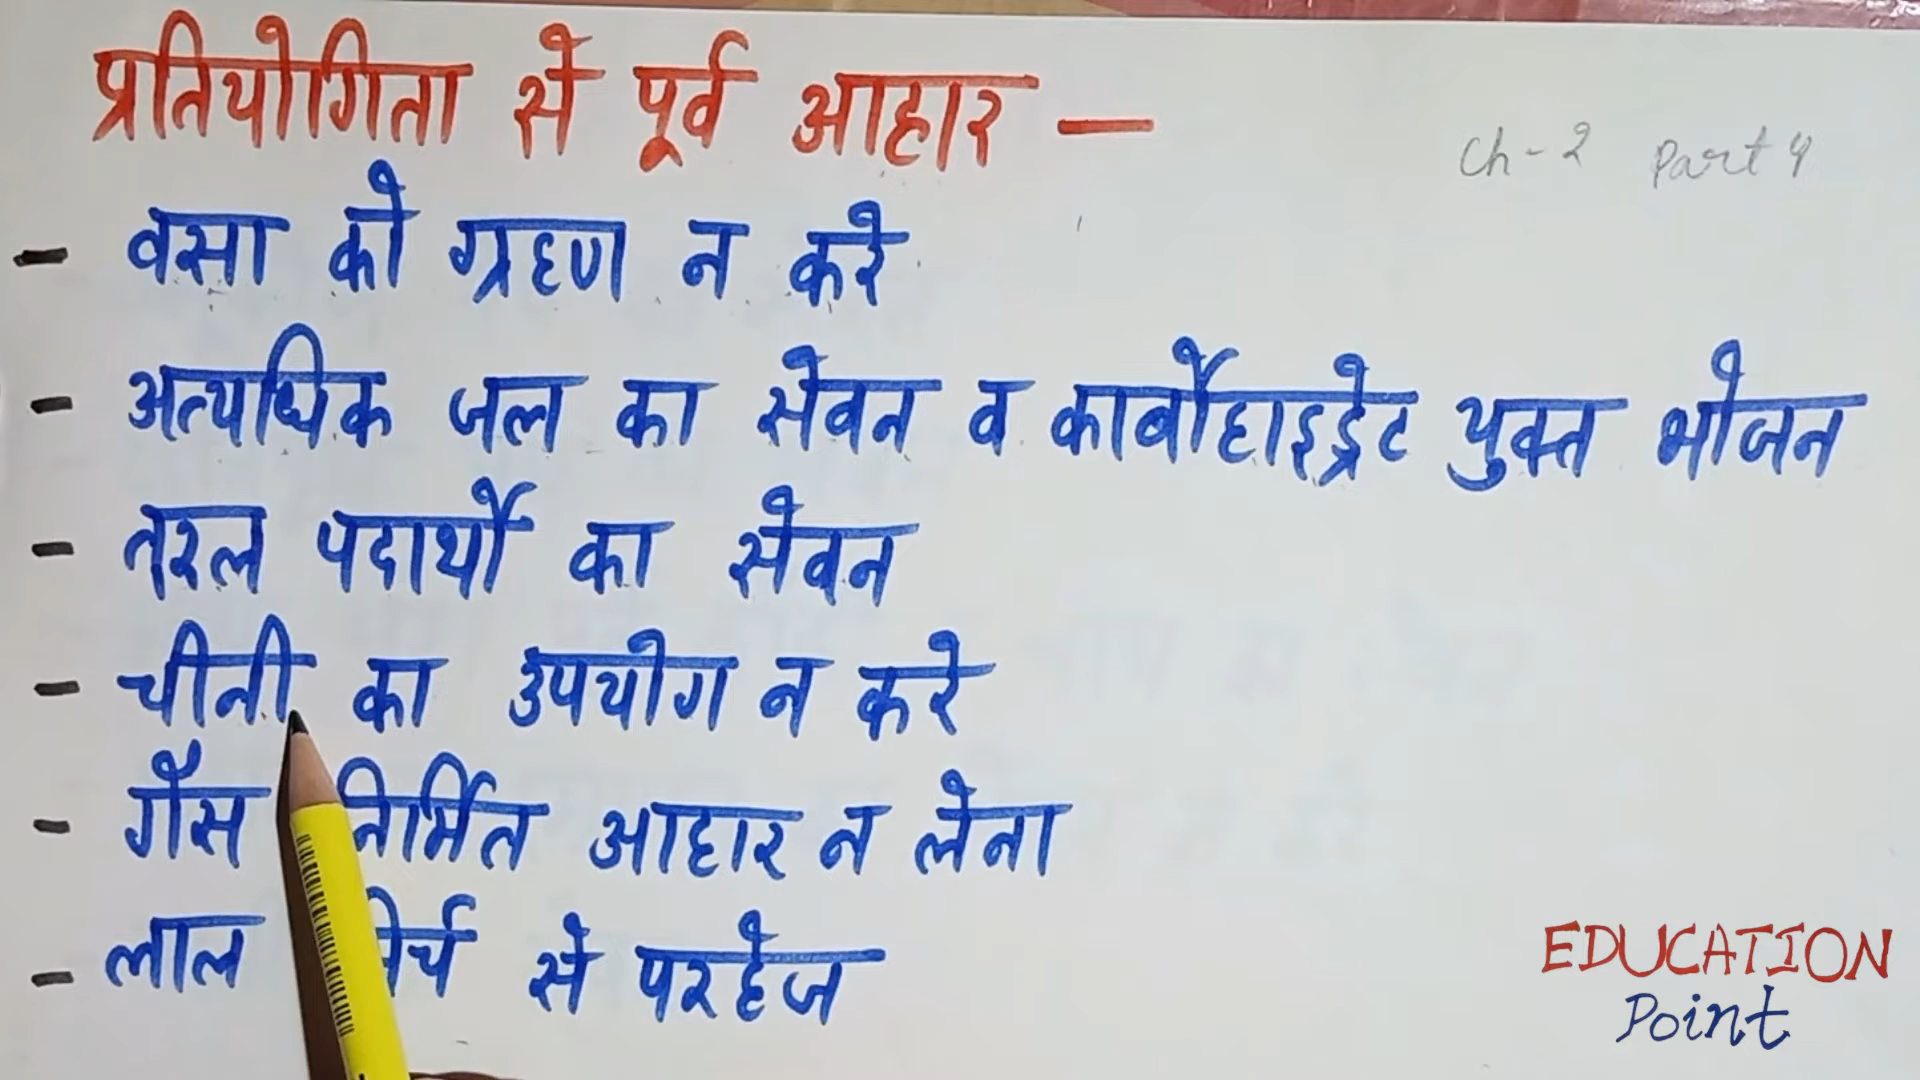 प्रतियोगिता से पूर्व आहार —
Ch-2 Part 4
- वसा को ग्रहण न करे
- अत्यधिक जल का सेवन व कार्बोहाइड्रेट युक्त भोजन
- तरल पदार्थो का सेवन
- चीनी का उपयोग न करे
- गैस निर्मित आहार न लेना
- लाल से परहेज
EDUCATION
Point